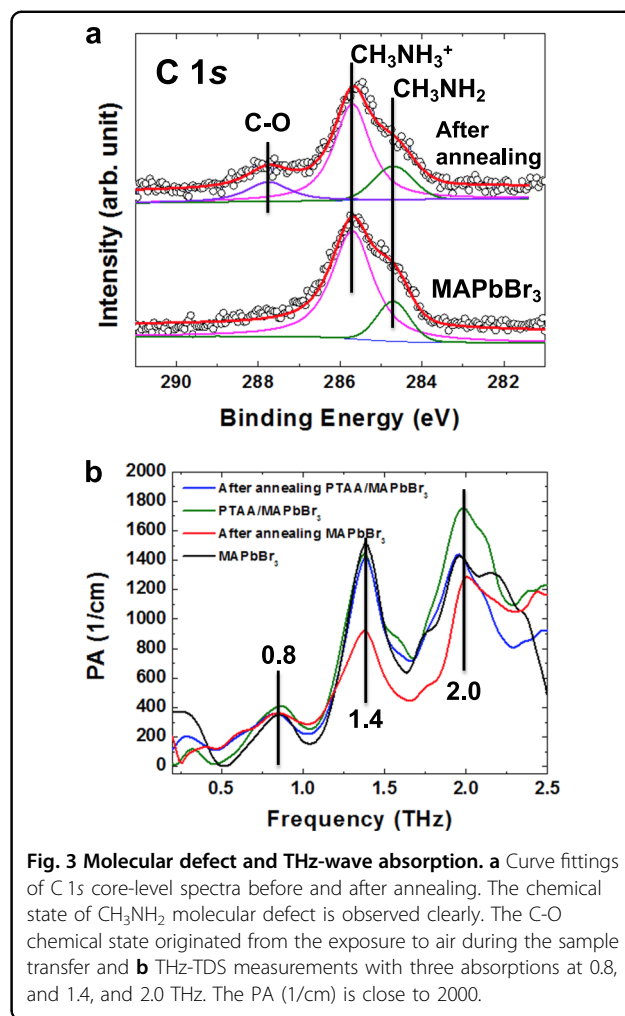 a
C 1s
CH₃NH₃⁺
CH₃NH₂
C-O
After
annealing
MAPbBr₃
Intensity (arb. unit)
290 288 286 284 282
Binding Energy (eV)
b
2000
1800
1600
1400
1200
1000
800
600
400
200
0
PA (1/cm)
After annealing PTAA/MAPbBr₃
PTAA/MAPbBr₃
After annealing MAPbBr₃
MAPbBr₃
0.8
1.4
2.0
0.5 1.0 1.5 2.0 2.5
Frequency (THz)
Fig. 3 Molecular defect and THz-wave absorption. a Curve fittings
of C 1s core-level spectra before and after annealing. The chemical
state of CH₃NH₂ molecular defect is observed clearly. The C-O
chemical state originated from the exposure to air during the sample
transfer and b THz-TDS measurements with three absorptions at 0.8,
and 1.4, and 2.0 THz. The PA (1/cm) is close to 2000.